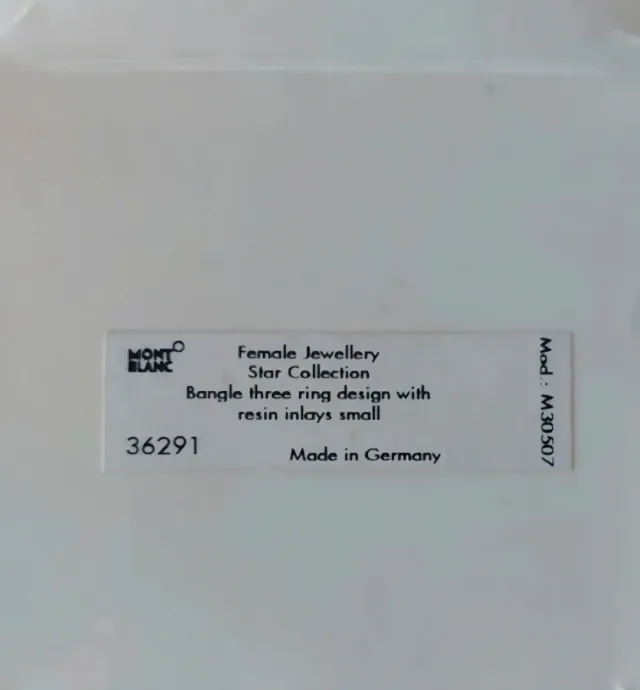 MONT
BLANC
Female Jewellery
Star Collection
Bangle three ring design with
resin inlays small
36291
Made in Germany
Mod.: M30507